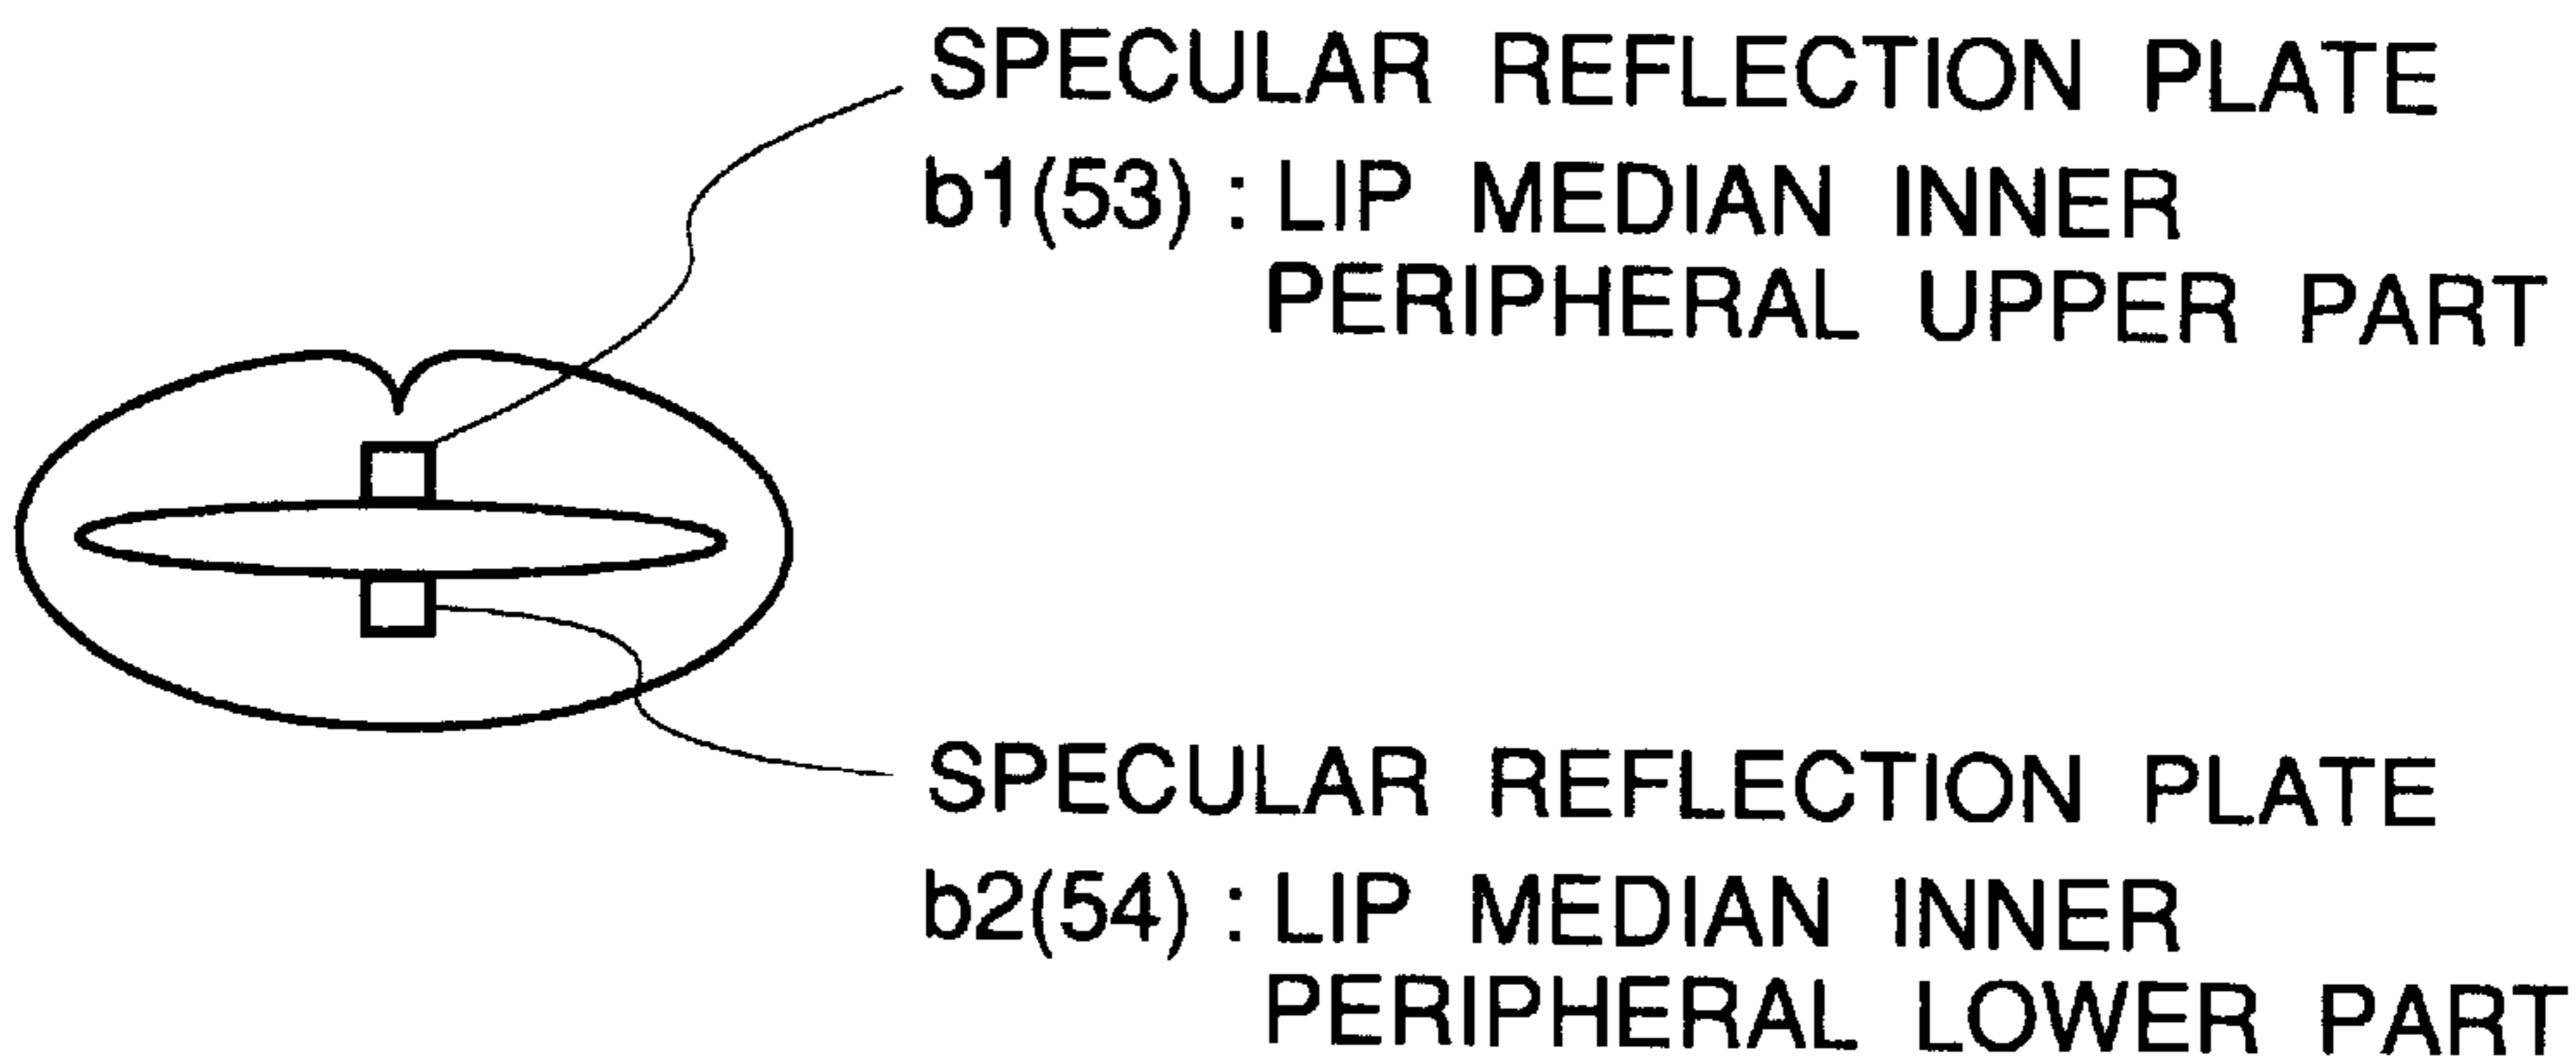 SPECULAR REFLECTION PLATE
b1(53) : LIP MEDIAN INNER
PERIPHERAL UPPER PART
SPECULAR REFLECTION PLATE
b2(54) : LIP MEDIAN INNER
PERIPHERAL LOWER PART